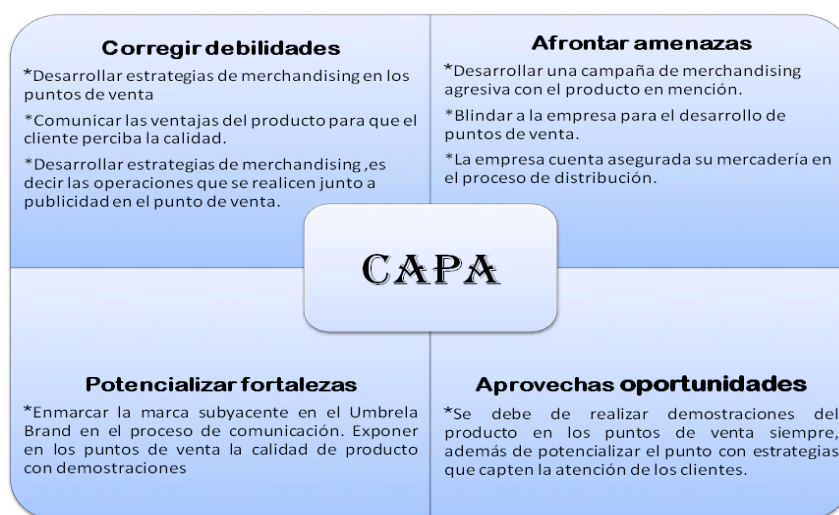 Corregir debilidades
*Desarrollar estrategias de merchandising en los
puntos de venta
*Comunicar las ventajas del producto para que el
cliente perciba la calidad.
*Desarrollar estrategias de merchandising ,es
decir las operaciones que se realicen junto a
publicidad en el punto de venta.
Afrontar amenazas
*Desarrollar una campaña de merchandising
agresiva con el producto en mención.
*Blindar a la empresa para el desarrollo de
puntos de venta.
*La empresa cuenta asegurada su mercadería en
el proceso de distribución.
CAPA
Potencializar fortalezas
*Enmarcar la marca subyacente en el Umbrela
Brand en el proceso de comunicación. Exponer
en los puntos de venta la calidad de producto
con demostraciones
Aprovechas oportunidades
*Se debe de realizar demostraciones del
producto en los puntos de venta siempre,
además de potencializar el punto con estrategias
que capten la atención de los clientes.